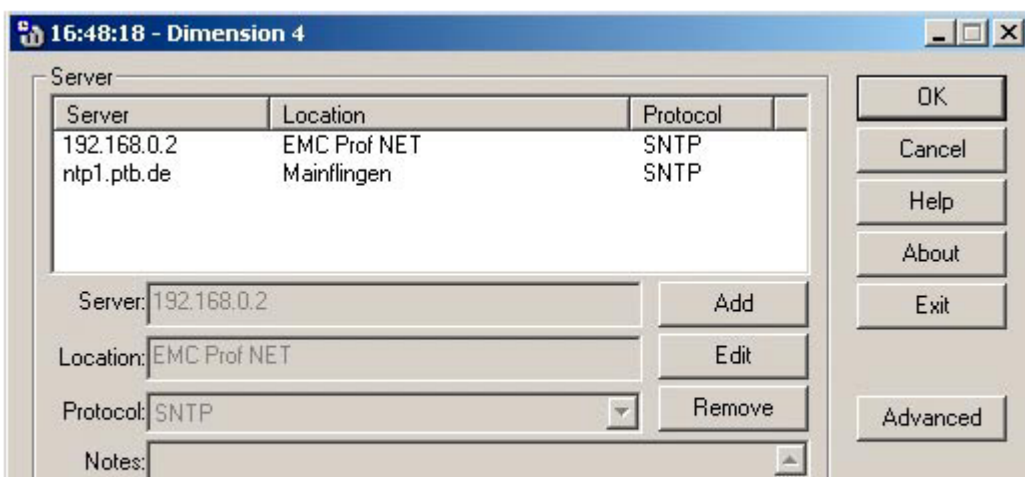 16:48:18 - Dimension 4
Server
Server Location Protocol
192.168.0.2 EMC Prof NET SNTP
ntp1.ptb.de Mainflingen SNTP
Server: 192.168.0.2
Location: EMC Prof NET
Protocol: SNTP
Notes:
Add
Edit
Remove
OK
Cancel
Help
About
Exit
Advanced